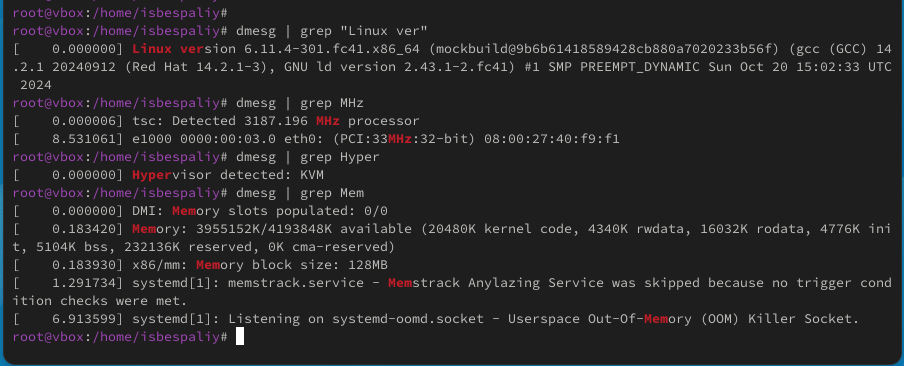 root@vbox:/home/isbespaliy#
root@vbox:/home/isbespaliy# dmesg | grep "Linux ver"
[    0.000000] Linux version 6.11.4-301.fc41.x86_64 (mockbuild@9b6b61418589428cb880a7020233b56f) (gcc (GCC) 14
.2.1 20240912 (Red Hat 14.2.1-3), GNU ld version 2.43.1-2.fc41) #1 SMP PREEMPT_DYNAMIC Sun Oct 20 15:02:33 UTC
 2024
root@vbox:/home/isbespaliy# dmesg | grep MHz
[    0.000006] tsc: Detected 3187.196 MHz processor
[    8.531061] e1000 0000:00:03.0 eth0: (PCI:33MHz:32-bit) 08:00:27:40:f9:f1
root@vbox:/home/isbespaliy# dmesg | grep Hyper
[    0.000000] Hypervisor detected: KVM
root@vbox:/home/isbespaliy# dmesg | grep Mem
[    0.000000] DMI: Memory slots populated: 0/0
[    0.183420] Memory: 3955152K/4193848K available (20480K kernel code, 4340K rwdata, 16032K rodata, 4776K ini
t, 5104K bss, 232136K reserved, 0K cma-reserved)
[    0.183930] x86/mm: Memory block size: 128MB
[    1.291734] systemd[1]: memstrack.service - Memstrack Anylazing Service was skipped because no trigger cond
ition checks were met.
[    6.913599] systemd[1]: Listening on systemd-oomd.socket - Userspace Out-Of-Memory (OOM) Killer Socket.
root@vbox:/home/isbespaliy#